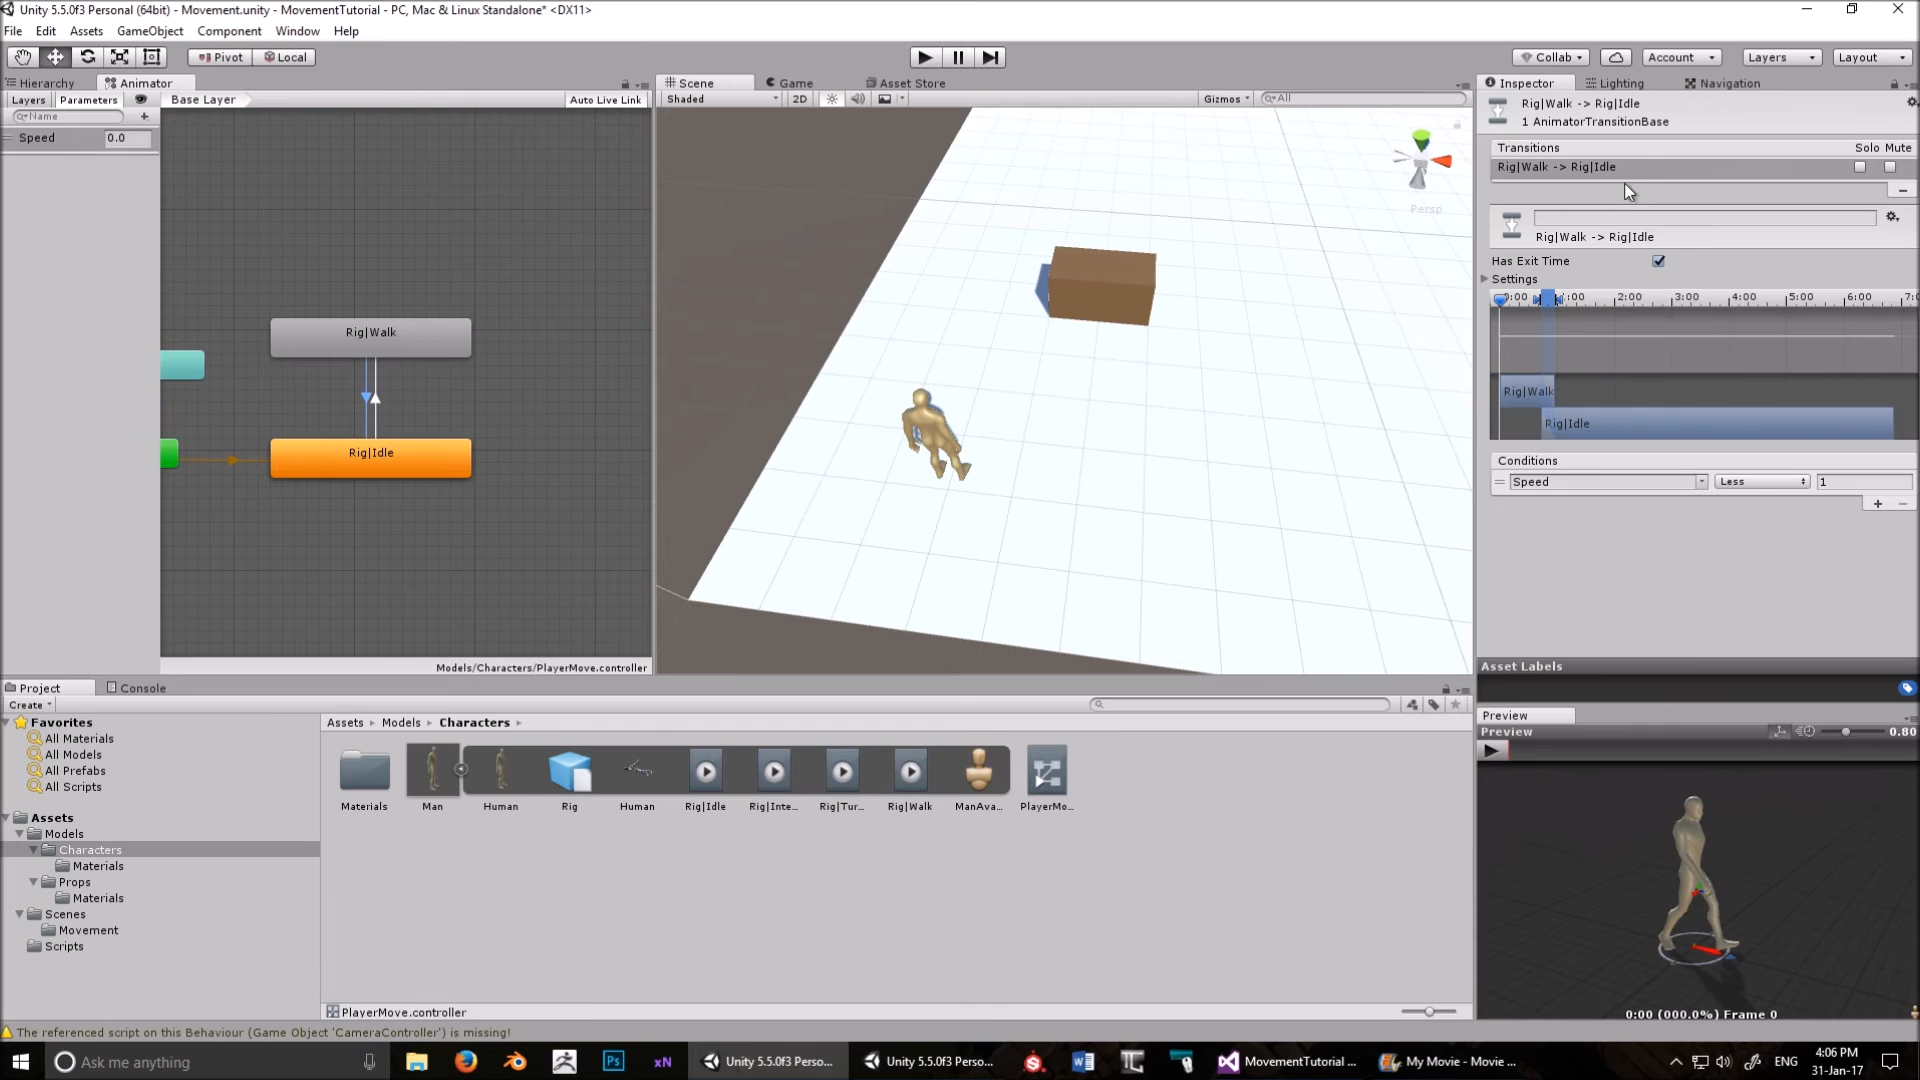 Unity 5.5.0f3 Personal (64bit) - Movement.unity - MovementTutorial - PC, Mac & Linux Standalone* <DX11>
File Edit Assets GameObject Component Window Help
Pivot Local Collab Account Layers Layout
Hierarchy Animator Scene Game Asset Store Inspector Lighting Navigation
Layers Parameters Base Layer Auto Live Link Shaded 2D Gizmos All
Name
Speed 0.0
Rig|Walk
Rig|Idle
Models/Characters/PlayerMove.controller
Persp
Rig|Walk -> Rig|Idle
1 AnimatorTransitionBase
Transitions Solo Mute
Rig|Walk -> Rig|Idle
Rig|Walk -> Rig|Idle
Has Exit Time
Settings
0:00 1:00 2:00 3:00 4:00 5:00 6:00 7:0
Rig|Walk
Rig|Idle
Conditions
Speed Less 1
Asset Labels
Preview
Preview 0.80
0:00 (000.0%) Frame 0
Project Console
Create
Favorites
All Materials
All Models
All Prefabs
All Scripts
Assets
Models
Characters
Materials
Props
Materials
Scenes
Movement
Scripts
Assets Models Characters
Materials Man Human Rig Human Rig|Idle Rig|Inte... Rig|Tur... Rig|Walk ManAva... PlayerMo...
PlayerMove.controller
The referenced script on this Behaviour (Game Object 'CameraController') is missing!
Ask me anything Ps xN Unity 5.5.0f3 Perso... Unity 5.5.0f3 Perso... MovementTutorial ... My Movie - Movie ... ENG 4:06 PM
31-Jan-17